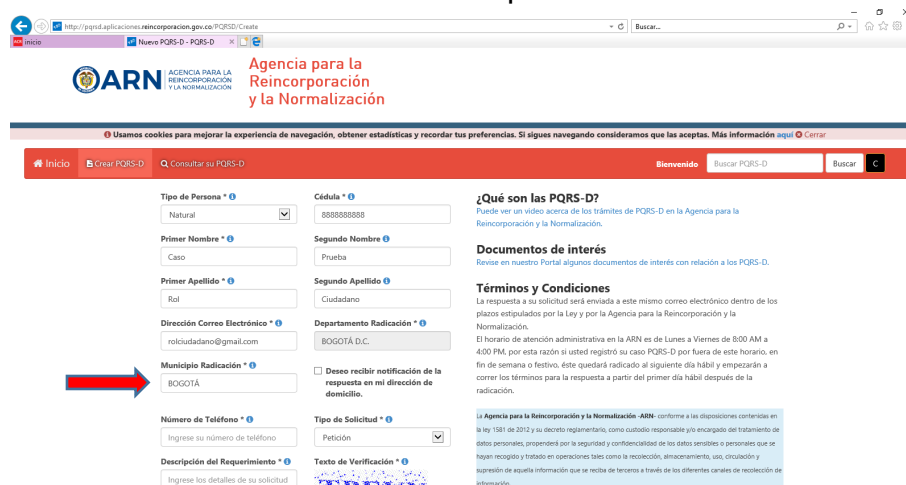 http://pqrsd.aplicaciones.reincorporacion.gov.co/PQRSD/Create
Buscar...
inicio
Nuevo PQRS-D - PQRS-D
ARN
AGENCIA PARA LA
REINCORPORACIÓN
Y LA NORMALIZACIÓN
Agencia
para la
Reincorporación
y la Normalización
Usamos cookies para mejorar la experiencia de navegación, obtener estadísticas y recordar tus preferencias. Si sigues navegando consideramos que las aceptas. Más información aquí Cerrar
Inicio
Crear PQRS-D
Consultar su PQRS-D
Bienvenido
Buscar PQRS-D
Buscar
C
Tipo de Persona *
Cédula *
Natural
8888888888
Primer Nombre *
Segundo Nombre
Caso
Prueba
Primer Apellido *
Segundo Apellido
Rol
Ciudadano
Dirección Correo Electrónico *
Departamento Radicación *
rolciudadano@gmail.com
BOGOTÁ D.C.
Municipio Radicación *
BOGOTÁ
Deseo recibir notificación de la
respuesta en mi dirección de
domicilio.
Número de Teléfono *
Tipo de Solicitud *
Ingrese su número de teléfono
Petición
Descripción del Requerimiento *
Texto de Verificación *
Ingrese los detalles de su solicitud
¿Qué son las PQRS-D?
Puede ver un video acerca de los trámites de PQRS-D en la Agencia para la
Reincorporación y la Normalización.
Documentos de interés
Revise en nuestro Portal algunos documentos de interés con relación a los PQRS-D.
Términos y Condiciones
La respuesta a su solicitud será enviada a este mismo correo electrónico dentro de los
plazos estipulados por la Ley y por la Agencia para la Reincorporación y la
Normalización.
El horario de atención administrativa en la ARN es de Lunes a Viernes de 8:00 AM a
4:00 PM, por esta razón si usted registró su caso PQRS-D por fuera de este horario, en
fin de semana o festivo, éste quedará radicado al siguiente día hábil y empezarán a
correr los términos para la respuesta a partir del primer día hábil después de la
radicación.
La Agencia para la Reincorporación y la Normalización -ARN- conforme a las disposiciones contenidas en
la ley 1581 de 2012 y su decreto reglamentario, como custodio responsable y/o encargado del tratamiento de
datos personales, propenderá por la seguridad y confidencialidad de los datos sensibles o personales que se
hayan recogido y tratado en operaciones tales como la recolección, almacenamiento, uso, circulación y
supresión de aquella información que se reciba de terceros a través de los diferentes canales de recolección de
información.